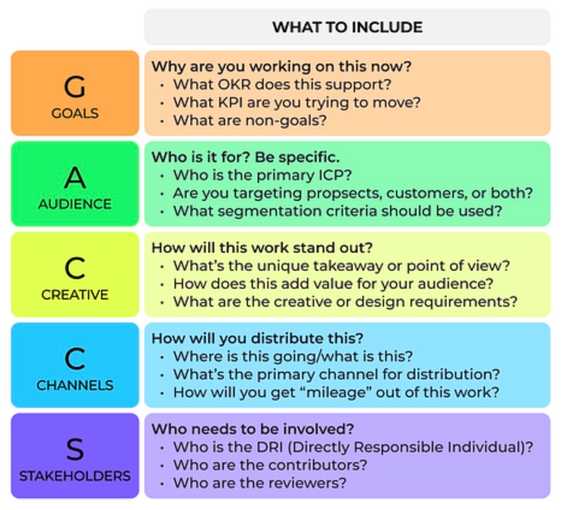 WHAT TO INCLUDE
G
GOALS
Why are you working on this now?
• What OKR does this support?
• What KPI are you trying to move?
• What are non-goals?
A
AUDIENCE
Who is it for? Be specific.
• Who is the primary ICP?
• Are you targeting propsects, customers, or both?
• What segmentation criteria should be used?
C
CREATIVE
How will this work stand out?
• What's the unique takeaway or point of view?
• How does this add value for your audience?
• What are the creative or design requirements?
C
CHANNELS
How will you distribute this?
• Where is this going/what is this?
• What's the primary channel for distribution?
• How will you get “mileage” out of this work?
S
STAKEHOLDERS
Who needs to be involved?
• Who is the DRI (Directly Responsible Individual)?
• Who are the contributors?
• Who are the reviewers?